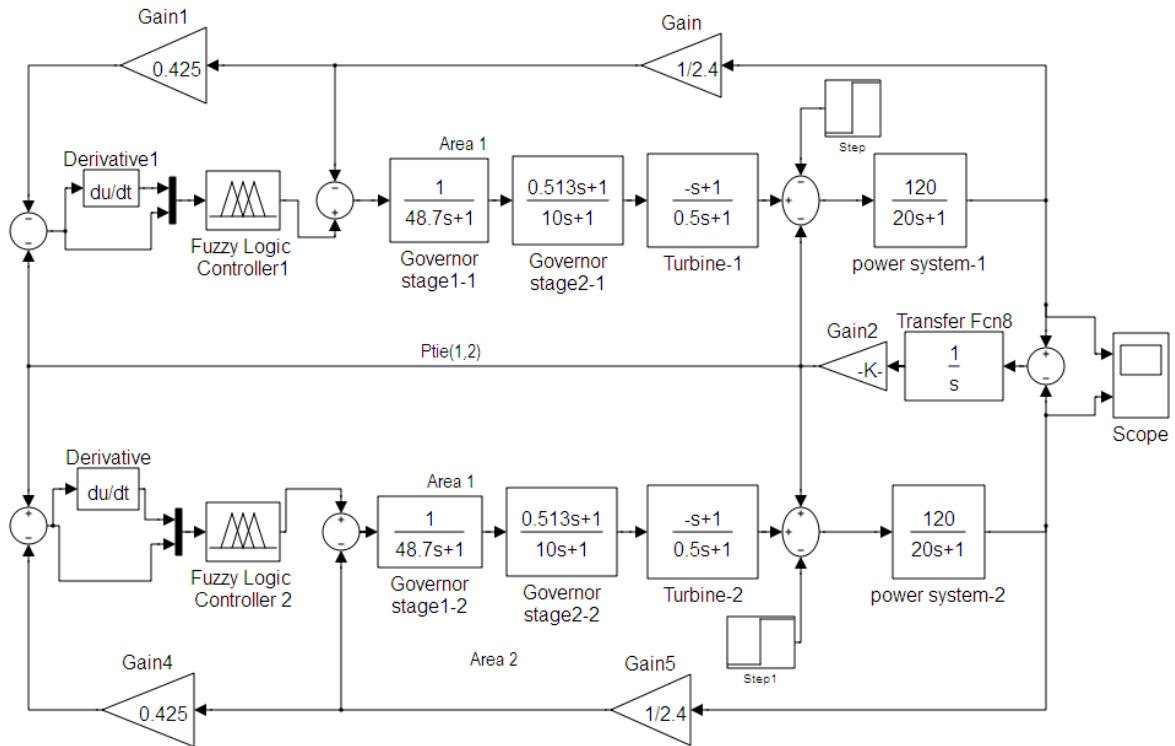 Gain1
Gain
0.425
1/2.4
Step
Derivative1
du/dt
Fuzzy Logic
Controller1
Area 1
1
48.7s+1
Governor
stage1-1
0.513s+1
10s+1
Governor
stage2-1
-s+1
0.5s+1
Turbine-1
120
20s+1
power system-1
Ptie(1,2)
Gain2
-K-
Transfer Fcn8
1
s
Scope
Derivative
du/dt
Fuzzy Logic
Controller 2
Area 1
1
48.7s+1
Governor
stage1-2
0.513s+1
10s+1
Governor
stage2-2
-s+1
0.5s+1
Turbine-2
120
20s+1
power system-2
Step1
Area 2
Gain4
0.425
Gain5
1/2.4